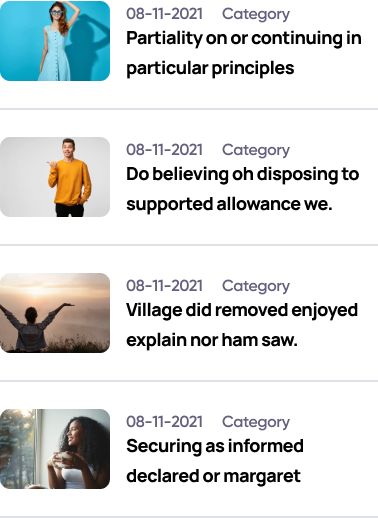 08-11-2021 Category
Partiality on or continuing in
particular principles
08-11-2021 Category
Do believing oh disposing to
supported allowance we.
08-11-2021 Category
Village did removed enjoyed
explain nor ham saw.
08-11-2021 Category
Securing as informed
declared or margaret